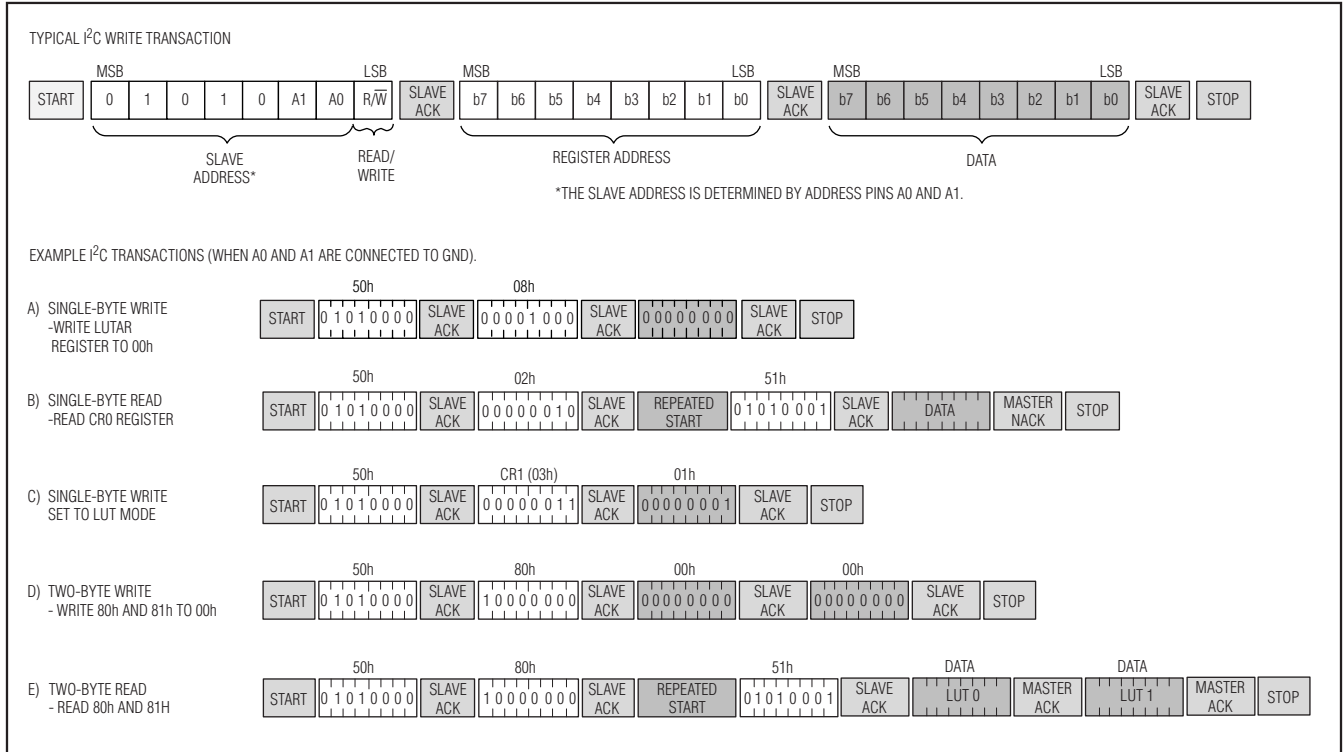 TYPICAL I2C WRITE TRANSACTION
MSB LSB MSB LSB MSB LSB
START 0 1 0 1 0 A1 A0 R/W̅ SLAVE ACK b7 b6 b5 b4 b3 b2 b1 b0 SLAVE ACK b7 b6 b5 b4 b3 b2 b1 b0 SLAVE ACK STOP
SLAVE ADDRESS* READ/WRITE REGISTER ADDRESS DATA
*THE SLAVE ADDRESS IS DETERMINED BY ADDRESS PINS A0 AND A1.
EXAMPLE I2C TRANSACTIONS (WHEN A0 AND A1 ARE CONNECTED TO GND).
50h 08h
A) SINGLE-BYTE WRITE
-WRITE LUTAR
REGISTER TO 00h
START 0 1 0 1 0 0 0 0 SLAVE ACK 0 0 0 0 1 0 0 0 SLAVE ACK 0 0 0 0 0 0 0 0 SLAVE ACK STOP
50h 02h 51h
B) SINGLE-BYTE READ
-READ CR0 REGISTER
START 0 1 0 1 0 0 0 0 SLAVE ACK 0 0 0 0 0 0 1 0 SLAVE ACK REPEATED START 0 1 0 1 0 0 0 1 SLAVE ACK DATA MASTER NACK STOP
50h CR1 (03h) 01h
C) SINGLE-BYTE WRITE
SET TO LUT MODE
START 0 1 0 1 0 0 0 0 SLAVE ACK 0 0 0 0 0 0 1 1 SLAVE ACK 0 0 0 0 0 0 0 1 SLAVE ACK STOP
50h 80h 00h 00h
D) TWO-BYTE WRITE
- WRITE 80h AND 81h TO 00h
START 0 1 0 1 0 0 0 0 SLAVE ACK 1 0 0 0 0 0 0 0 SLAVE ACK 0 0 0 0 0 0 0 0 SLAVE ACK 0 0 0 0 0 0 0 0 SLAVE ACK STOP
50h 80h 51h DATA DATA
E) TWO-BYTE READ
- READ 80h AND 81H
START 0 1 0 1 0 0 0 0 SLAVE ACK 1 0 0 0 0 0 0 0 SLAVE ACK REPEATED START 0 1 0 1 0 0 0 1 SLAVE ACK LUT 0 MASTER ACK LUT 1 MASTER ACK STOP